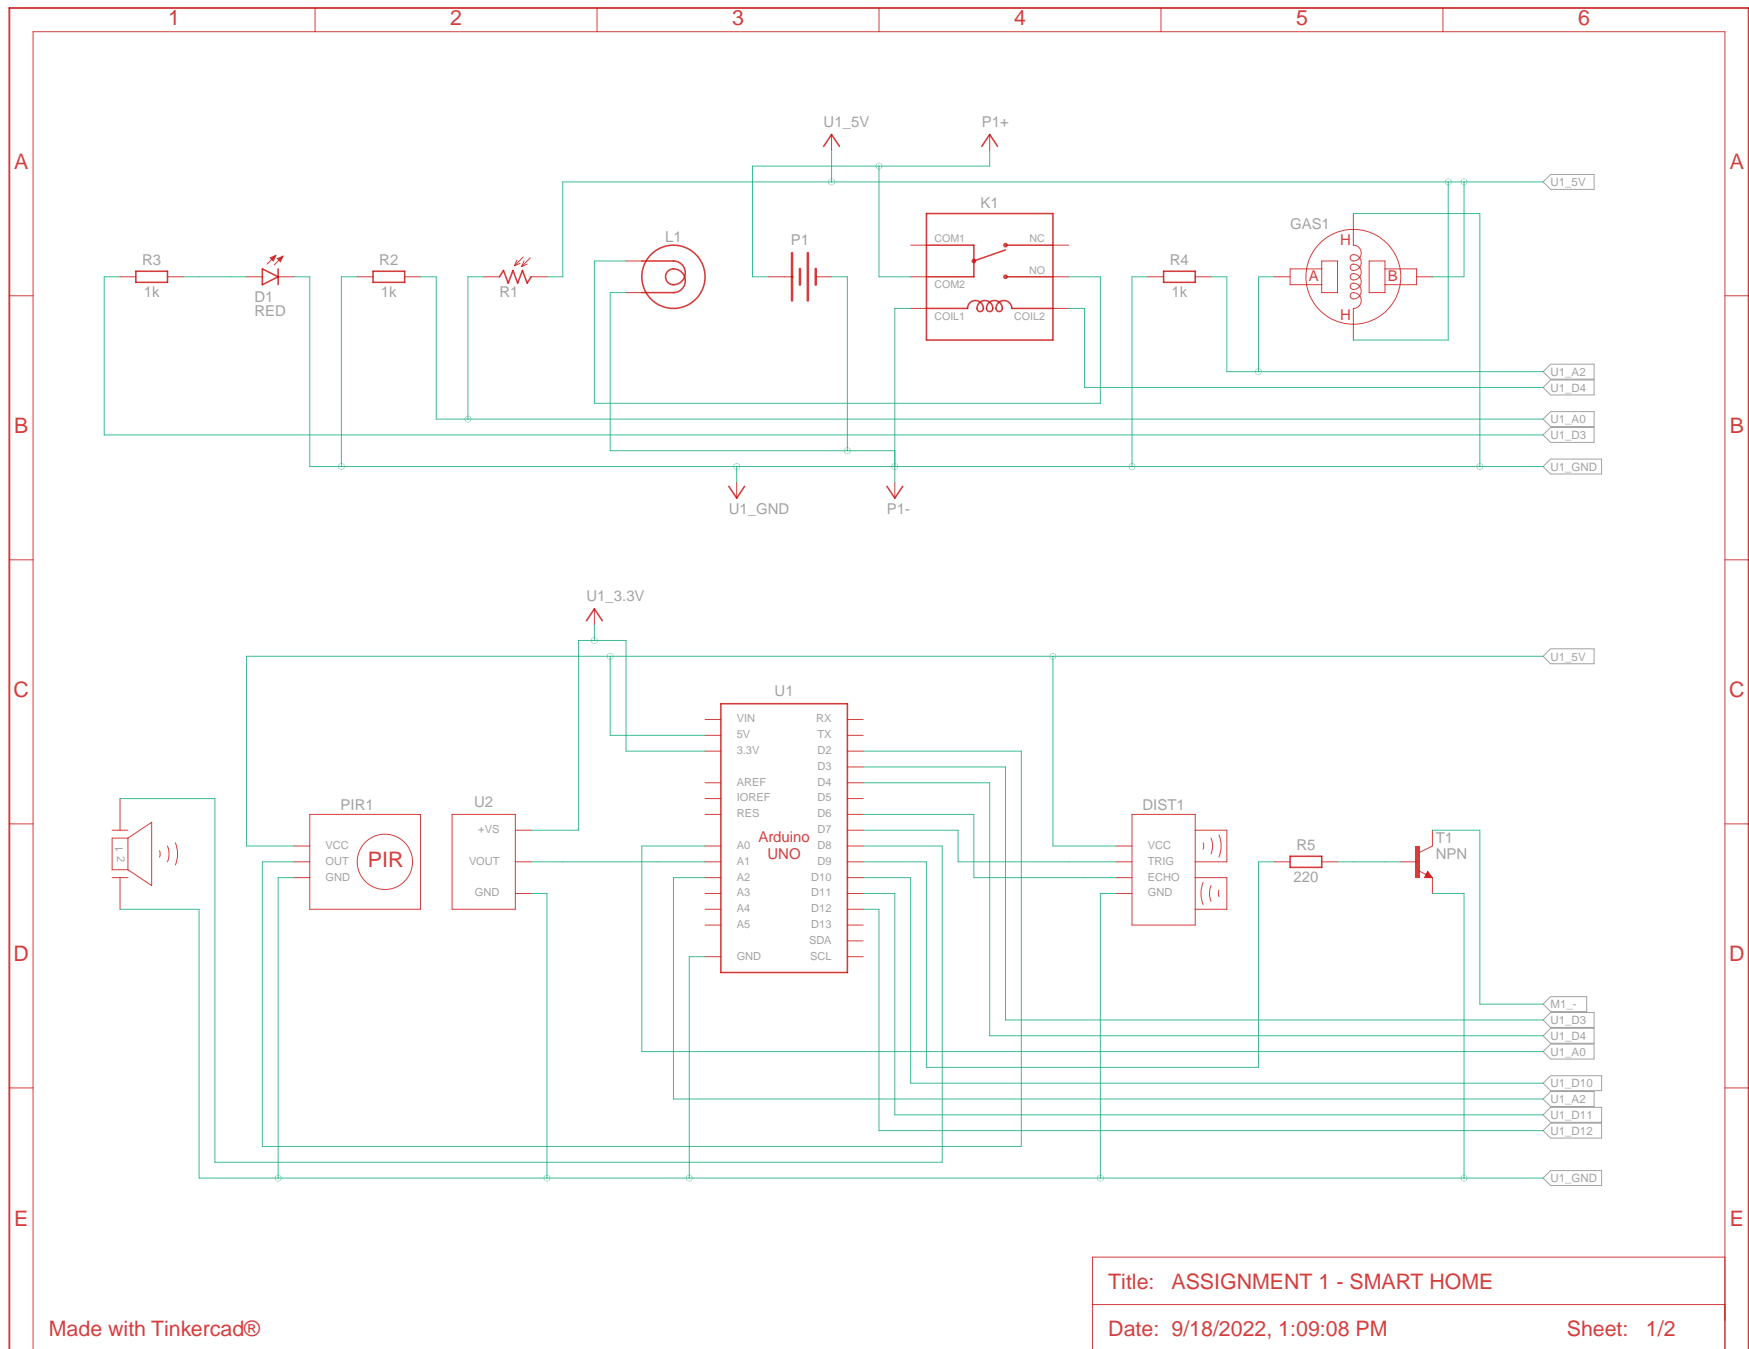 1 2 3 4 5 6
A A
U1_5V P1+
U1_5V
K1
GAS1
L1
P1
COM1 NC
H
R3
R2
R4
NO
A B
1k
D1
RED
1k
R1
COM2
1k
COIL1 COIL2
H
U1_A2
U1_D4
U1_A0
B B
U1_D3
U1_GND
U1_GND P1-
U1_3.3V
U1_5V
C C
U1
VIN RX
5V TX
3.3V D2
D3
AREF D4
IOREF D5
RES D6
Arduino
UNO
D7
A0 D8
A1 D9
A2 D10
A3 D11
A4 D12
A5 D13
SDA
GND SCL
PIR1
VCC
OUT
GND
PIR
U2
+VS
VOUT
GND
1 2
DIST1
VCC
TRIG
ECHO
GND
R5
220
T1
NPN
D D
M1_-
U1_D3
U1_D4
U1_A0
U1_D10
U1_A2
U1_D11
U1_D12
U1_GND
E E
Title: ASSIGNMENT 1 - SMART HOME
Made with Tinkercad®
Date: 9/18/2022, 1:09:08 PM Sheet: 1/2